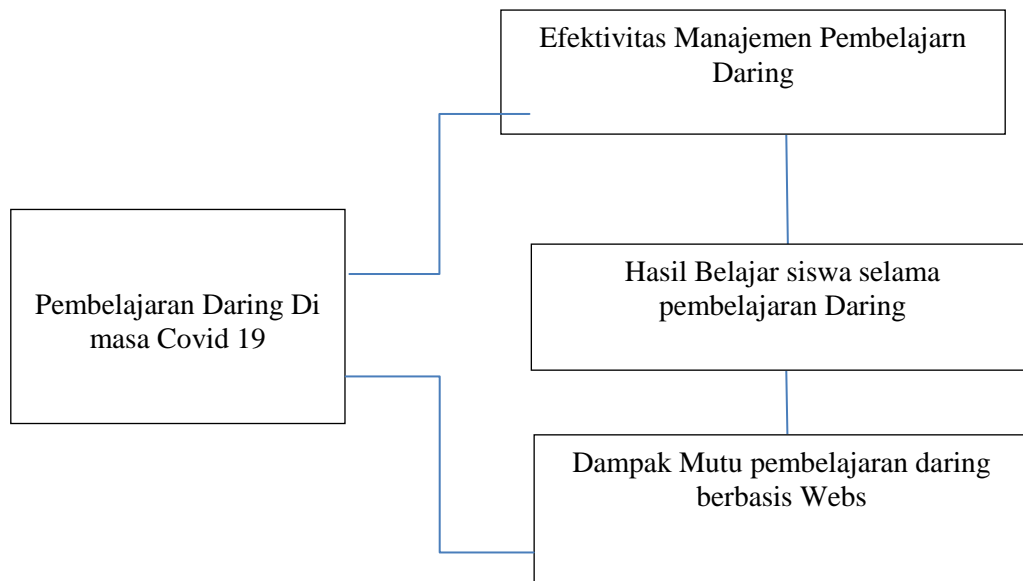 Efektivitas Manajemen Pembelajarn
Daring
Pembelajaran Daring Di
masa Covid 19
Hasil Belajar siswa selama
pembelajaran Daring
Dampak Mutu pembelajaran daring
berbasis Webs